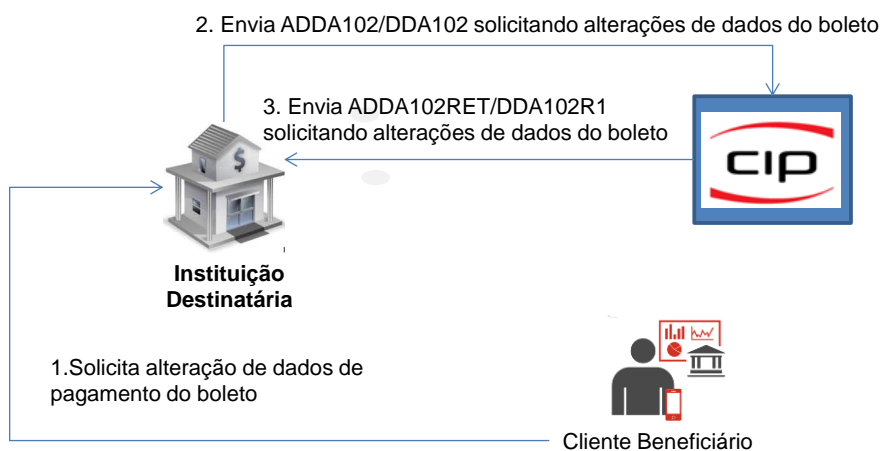 2. Envia ADDA102/DDA102 solicitando alterações de dados do boleto
3. Envia ADDA102RET/DDA102R1
solicitando alterações de dados do boleto
CIP
$
Instituição
Destinatária
1.Solicita alteração de dados de
pagamento do boleto
Cliente Beneficiário